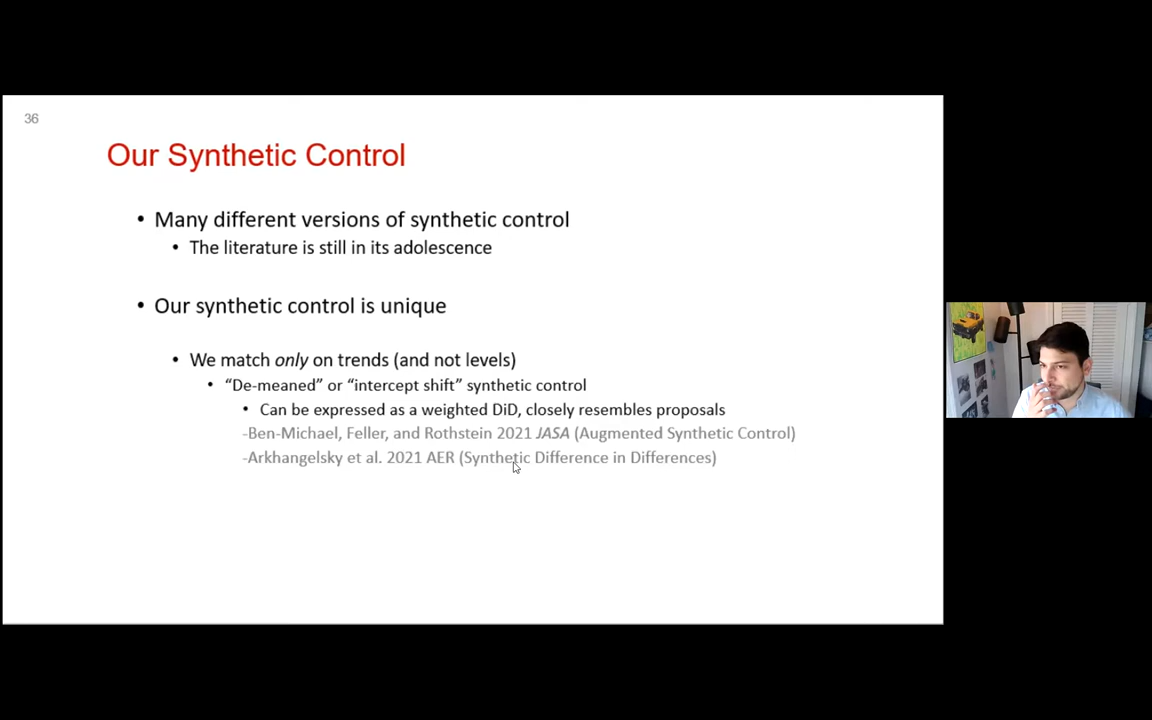 36
Our Synthetic Control
• Many different versions of synthetic control
• The literature is still in its adolescence
• Our synthetic control is unique
• We match only on trends (and not levels)
• “De-meaned” or “intercept shift” synthetic control
• Can be expressed as a weighted DiD, closely resembles proposals
-Ben-Michael, Feller, and Rothstein 2021 JASA (Augmented Synthetic Control)
-Arkhangelsky et al. 2021 AER (Synthetic Difference in Differences)